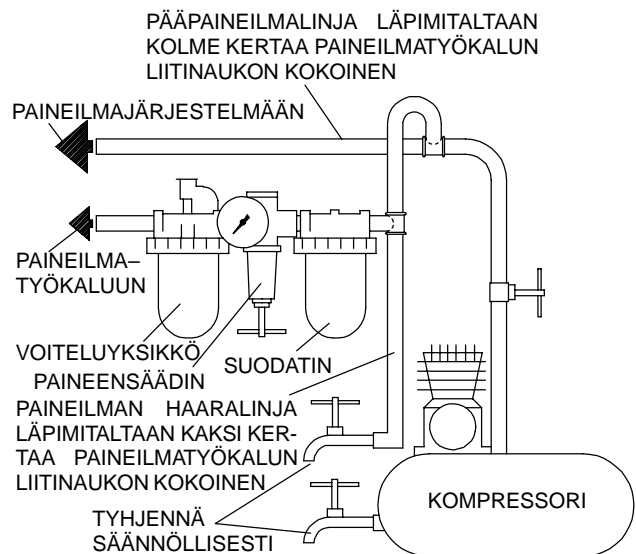 PÄÄPAINEILMALINJA LÄPIMITALTAAN
KOLME KERTAA PAINEILMATYÖKALUN
LIITINAUKON KOKOINEN
PAINEILMAJÄRJESTELMÄÄN
PAINEILMA–
TYÖKALUUN
VOITELUYKSIKKÖ
SUODATIN
PAINEENSÄÄDIN
PAINEILMAN HAARALINJA
LÄPIMITALTAAN KAKSI KER-
TAA PAINEILMATYÖKALUN
LIITINAUKON KOKOINEN
KOMPRESSORI
TYHJENNÄ
SÄÄNNÖLLISESTI